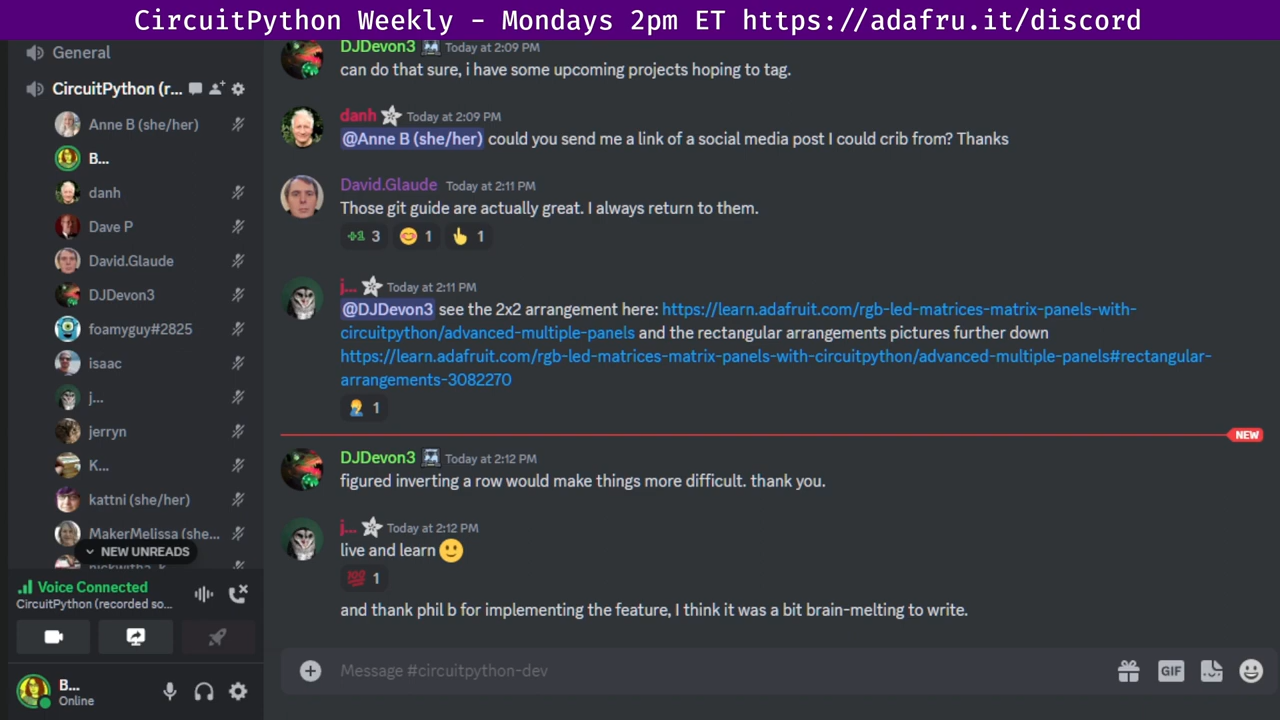 CircuitPython Weekly - Mondays 2pm ET https://adafru.it/discord
General
CircuitPython (r...
Anne B (she/her)
B...
danh
Dave P
David.Glaude
DJDevon3
foamyguy#2825
isaac
j...
jerryn
K...
kattni (she/her)
MakerMelissa (she...
NEW UNREADS
Voice Connected
CircuitPython (recorded so...
B...
Online
DJDevon3 Today at 2:09 PM
can do that sure, i have some upcoming projects hoping to tag.
danh Today at 2:09 PM
@Anne B (she/her) could you send me a link of a social media post I could crib from? Thanks
David.Glaude Today at 2:11 PM
Those git guide are actually great. I always return to them.
+1 3 1 1
j... Today at 2:11 PM
@DJDevon3 see the 2x2 arrangement here: https://learn.adafruit.com/rgb-led-matrices-matrix-panels-with-
circuitpython/advanced-multiple-panels and the rectangular arrangements pictures further down
https://learn.adafruit.com/rgb-led-matrices-matrix-panels-with-circuitpython/advanced-multiple-panels#rectangular-
arrangements-3082270
1
NEW
DJDevon3 Today at 2:12 PM
figured inverting a row would make things more difficult. thank you.
j... Today at 2:12 PM
live and learn
100 1
and thank phil b for implementing the feature, I think it was a bit brain-melting to write.
Message #circuitpython-dev
GIF